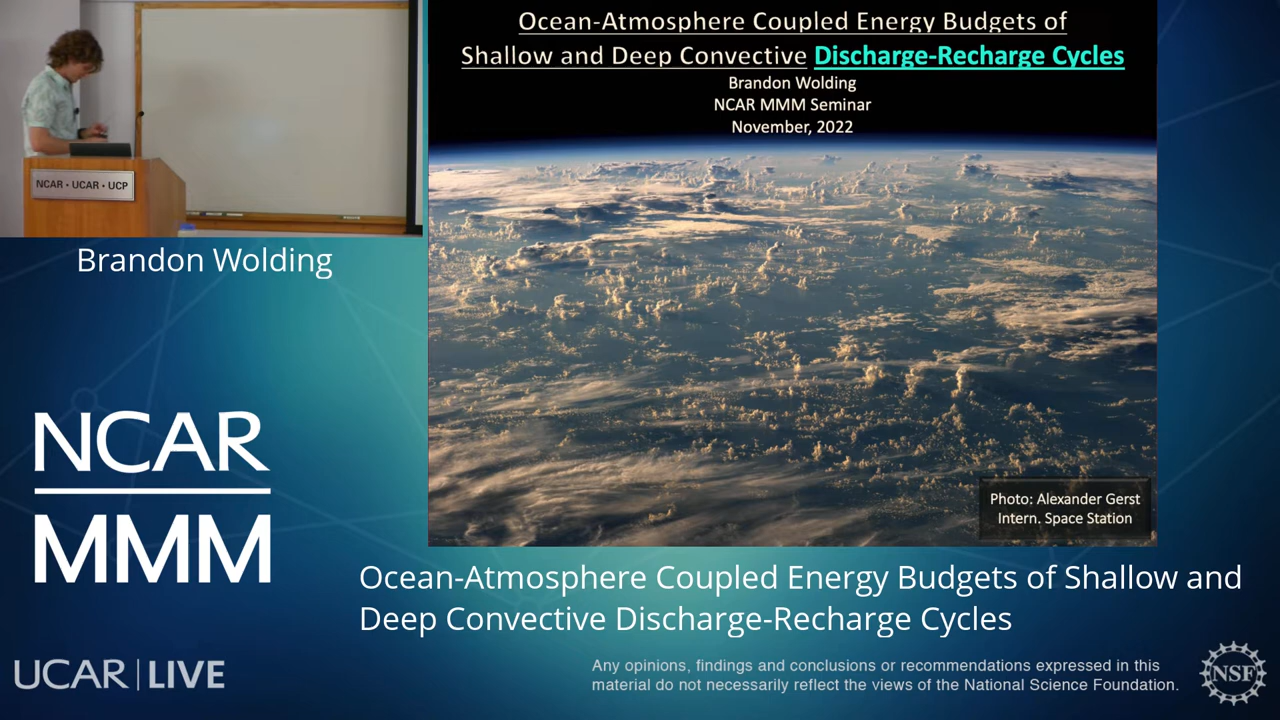 Ocean-Atmosphere Coupled Energy Budgets of
Shallow and Deep Convective Discharge-Recharge Cycles
Brandon Wolding
NCAR MMM Seminar
November, 2022
NCAR • UCAR • UCP
Brandon Wolding
Photo: Alexander Gerst
Intern. Space Station
NCAR
MMM
Ocean-Atmosphere Coupled Energy Budgets of Shallow and
Deep Convective Discharge-Recharge Cycles
UCAR | LIVE
Any opinions, findings and conclusions or recommendations expressed in this
material do not necessarily reflect the views of the National Science Foundation.
NSF